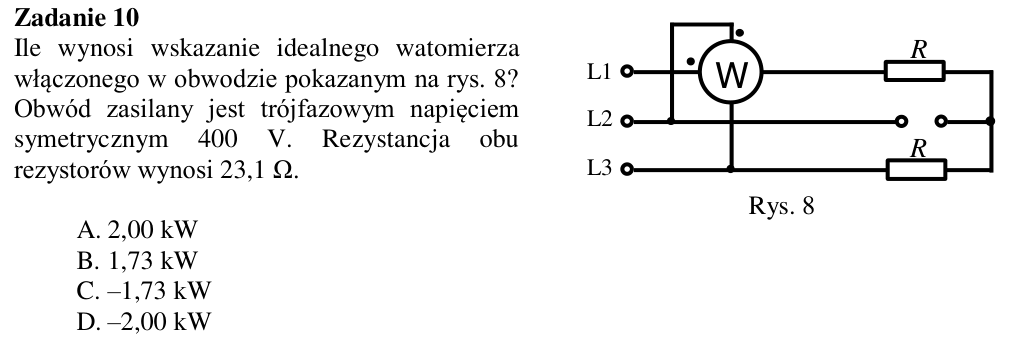 Zadanie 10
Ile wynosi wskazanie idealnego watomierza
włączonego w obwodzie pokazanym na rys. 8?
Obwód zasilany jest trójfazowym napięciem
symetrycznym 400 V. Rezystancja obu
rezystorów wynosi 23,1 Ω.
A. 2,00 kW
B. 1,73 kW
C. –1,73 kW
D. –2,00 kW
L1
W
R
L2
R
L3
Rys. 8